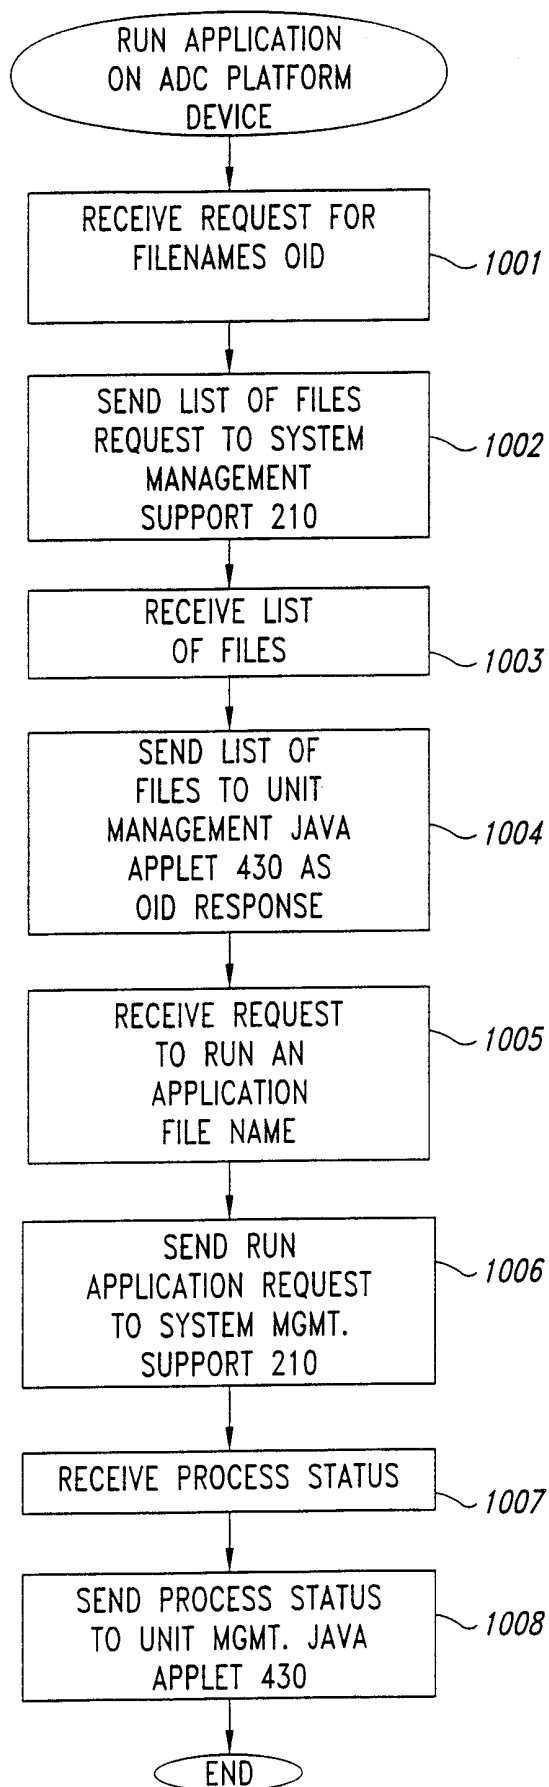 RUN APPLICATION
ON ADC PLATFORM
DEVICE
RECEIVE REQUEST FOR
FILENAMES OID
1001
SEND LIST OF FILES
REQUEST TO SYSTEM
MANAGEMENT
SUPPORT 210
1002
RECEIVE LIST
OF FILES
1003
SEND LIST OF
FILES TO UNIT
MANAGEMENT JAVA
APPLET 430 AS
OID RESPONSE
1004
RECEIVE REQUEST
TO RUN AN
APPLICATION
FILE NAME
1005
SEND RUN
APPLICATION REQUEST
TO SYSTEM MGMT.
SUPPORT 210
1006
RECEIVE PROCESS STATUS
1007
SEND PROCESS STATUS
TO UNIT MGMT. JAVA
APPLET 430
1008
END